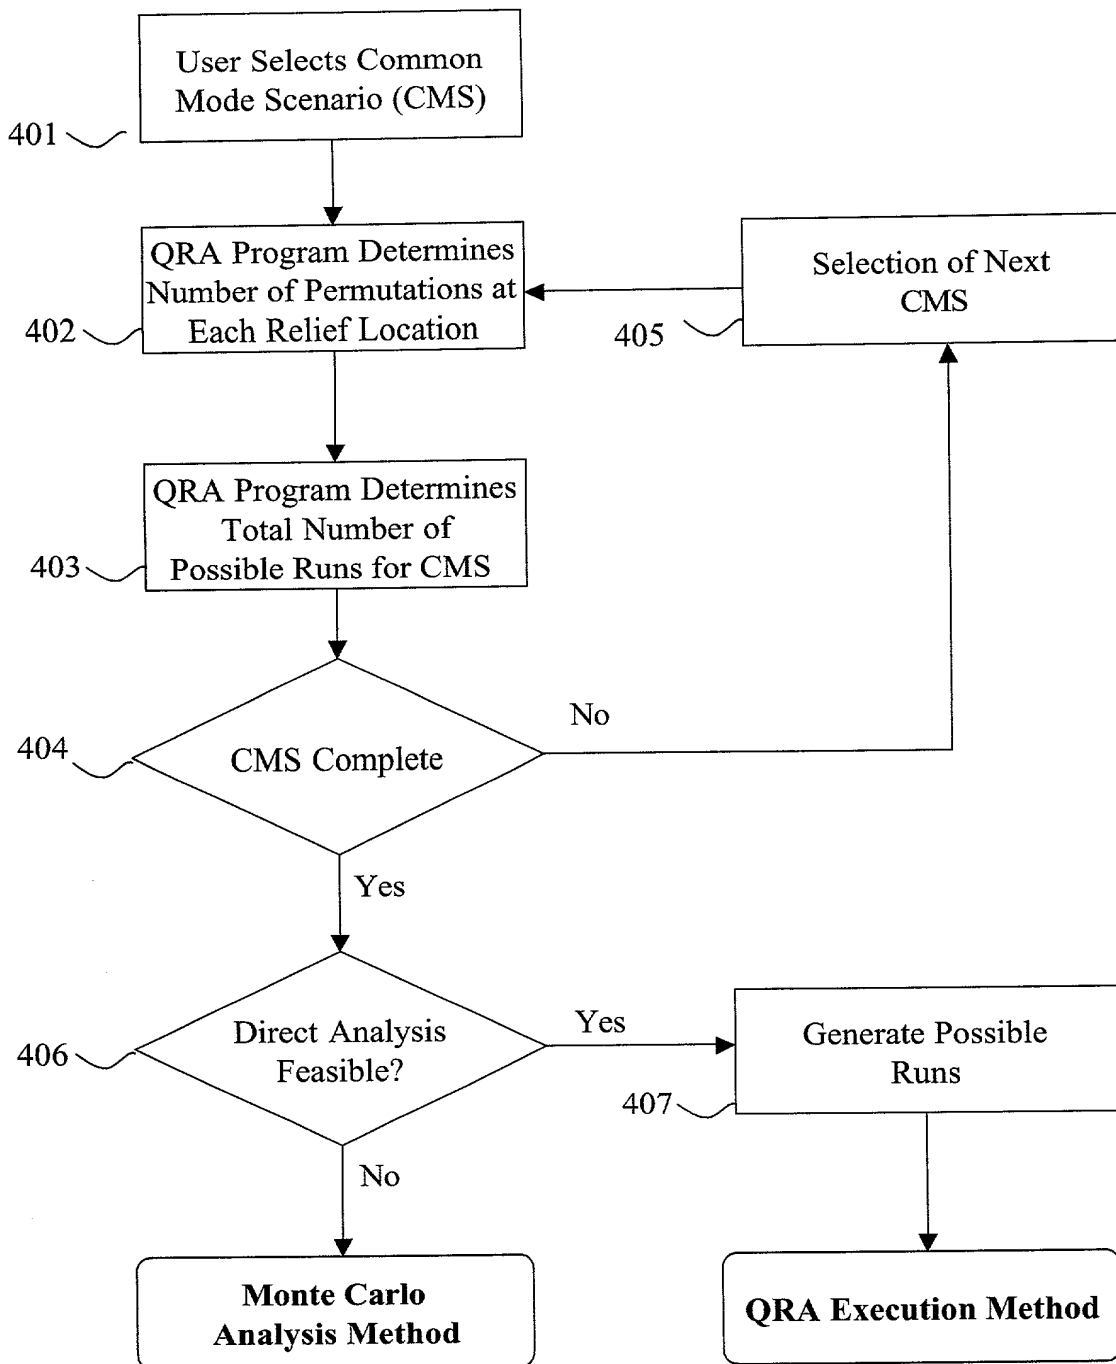 User Selects Common
Mode Scenario (CMS)
401
QRA Program Determines
Number of Permutations at
Each Relief Location
402
Selection of Next
CMS
405
QRA Program Determines
Total Number of
Possible Runs for CMS
403
No
404
CMS Complete
Yes
Direct Analysis
Feasible?
406
Yes
Generate Possible
Runs
407
No
Monte Carlo
Analysis Method
QRA Execution Method